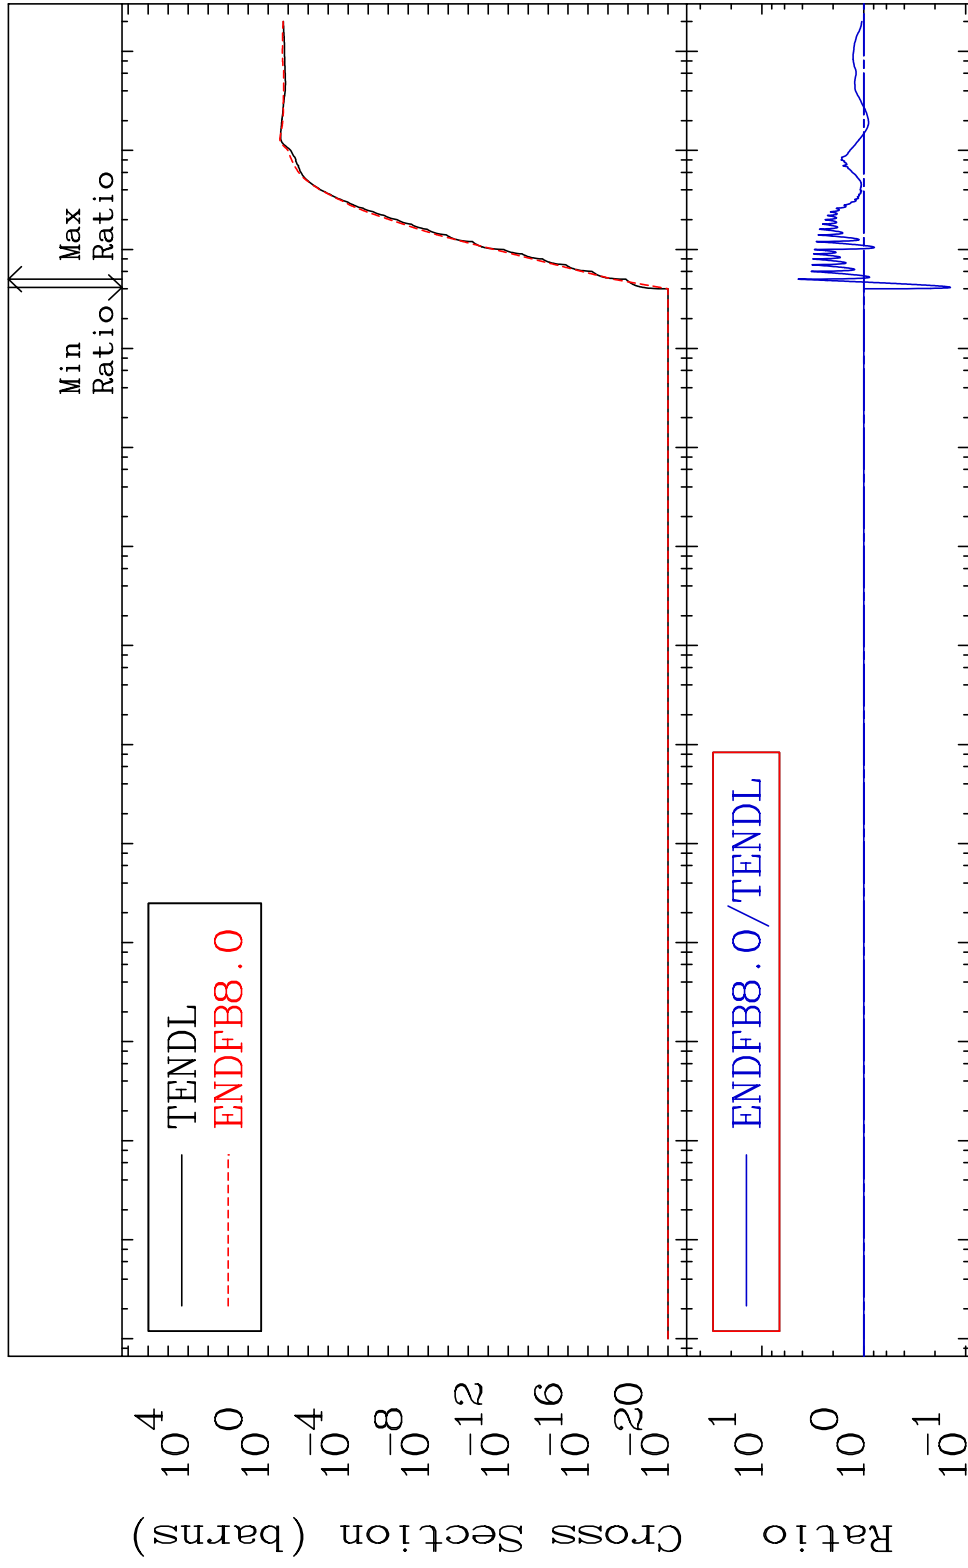 Max
Ratio
Min
Ratio
TENDL
ENDFB8.0
ENDFB8.0/TENDL
10^4
10^0
10^-4
10^-8
10^-12
10^-16
10^-20
Cross Section (barns)
10^1
10^0
10^-1
Ratio